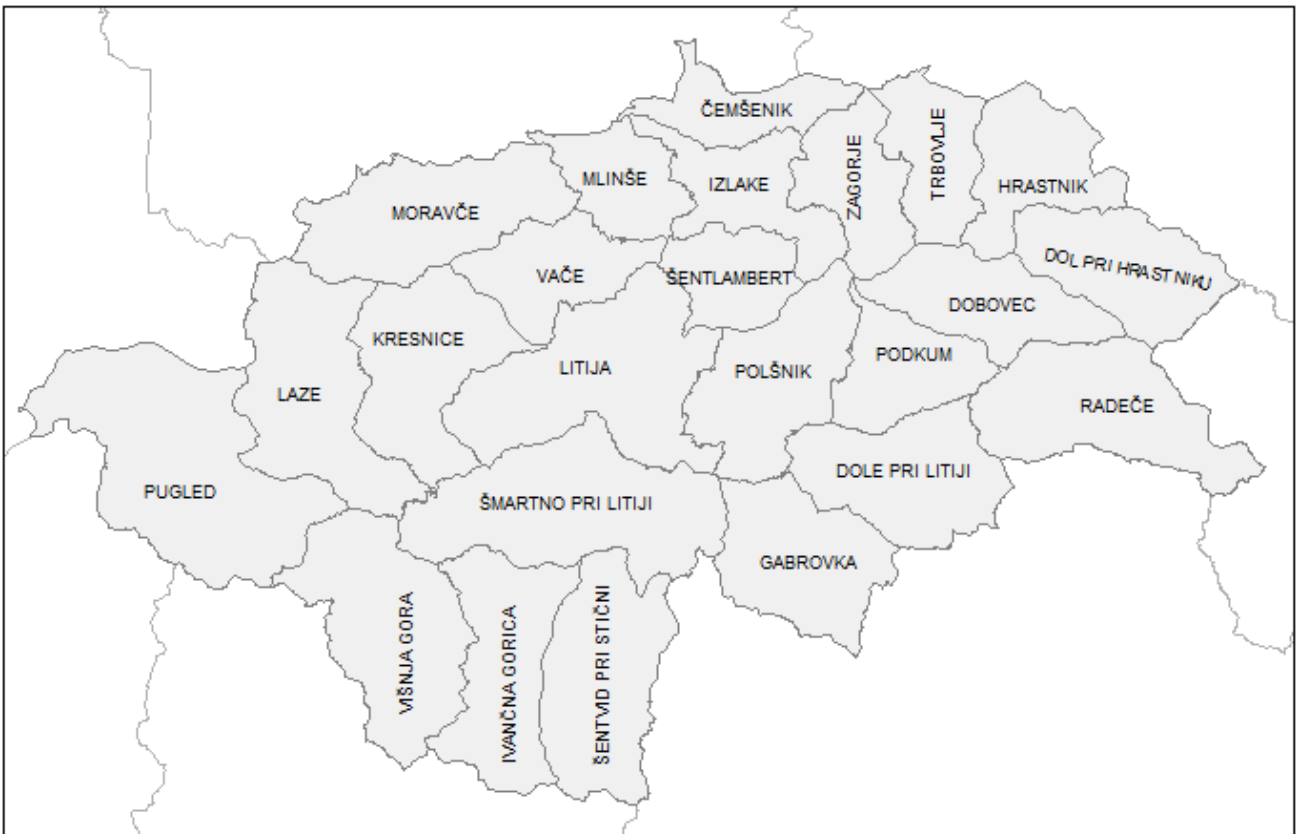 ČEMŠENIK
MLINŠE
IZLAKE
ZAGORJE
TRBOVLJE
HRASTNIK
MORAVČE
DOL PRI HRASTNIKU
VAČE
ŠENTLAMBERT
DOBOVEC
KRESNICE
LITIJA
POLŠNIK
PODKUM
LAZE
RADEČE
PUGLED
ŠMARTNO PRI LITIJI
DOLE PRI LITIJI
GABROVKA
VIŠNJA GORA
IVANČNA GORICA
ŠENTVID PRI STIČNI